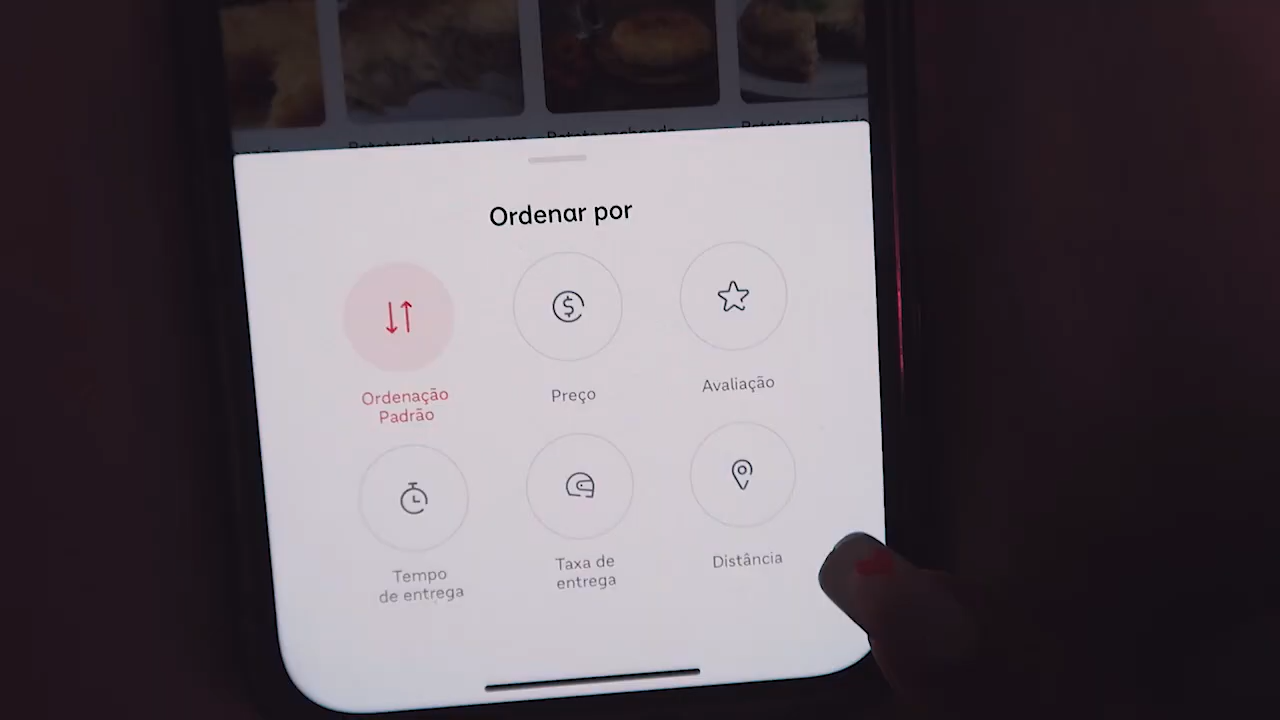 Ordenar por
Ordenação
Padrão
Preço
Avaliação
Tempo
de entrega
Taxa de
entrega
Distância